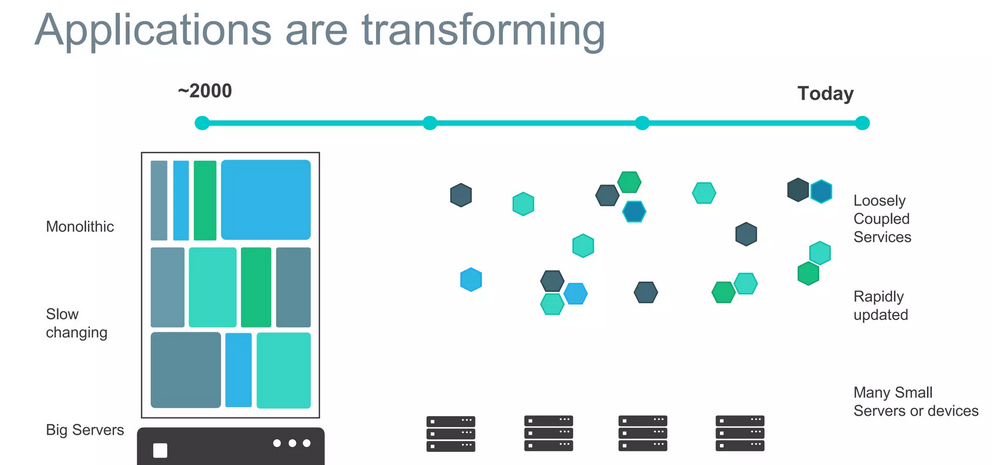 Applications are transforming
~2000
Today
Monolithic
Slow
changing
Big Servers
Loosely
Coupled
Services
Rapidly
updated
Many Small
Servers or devices